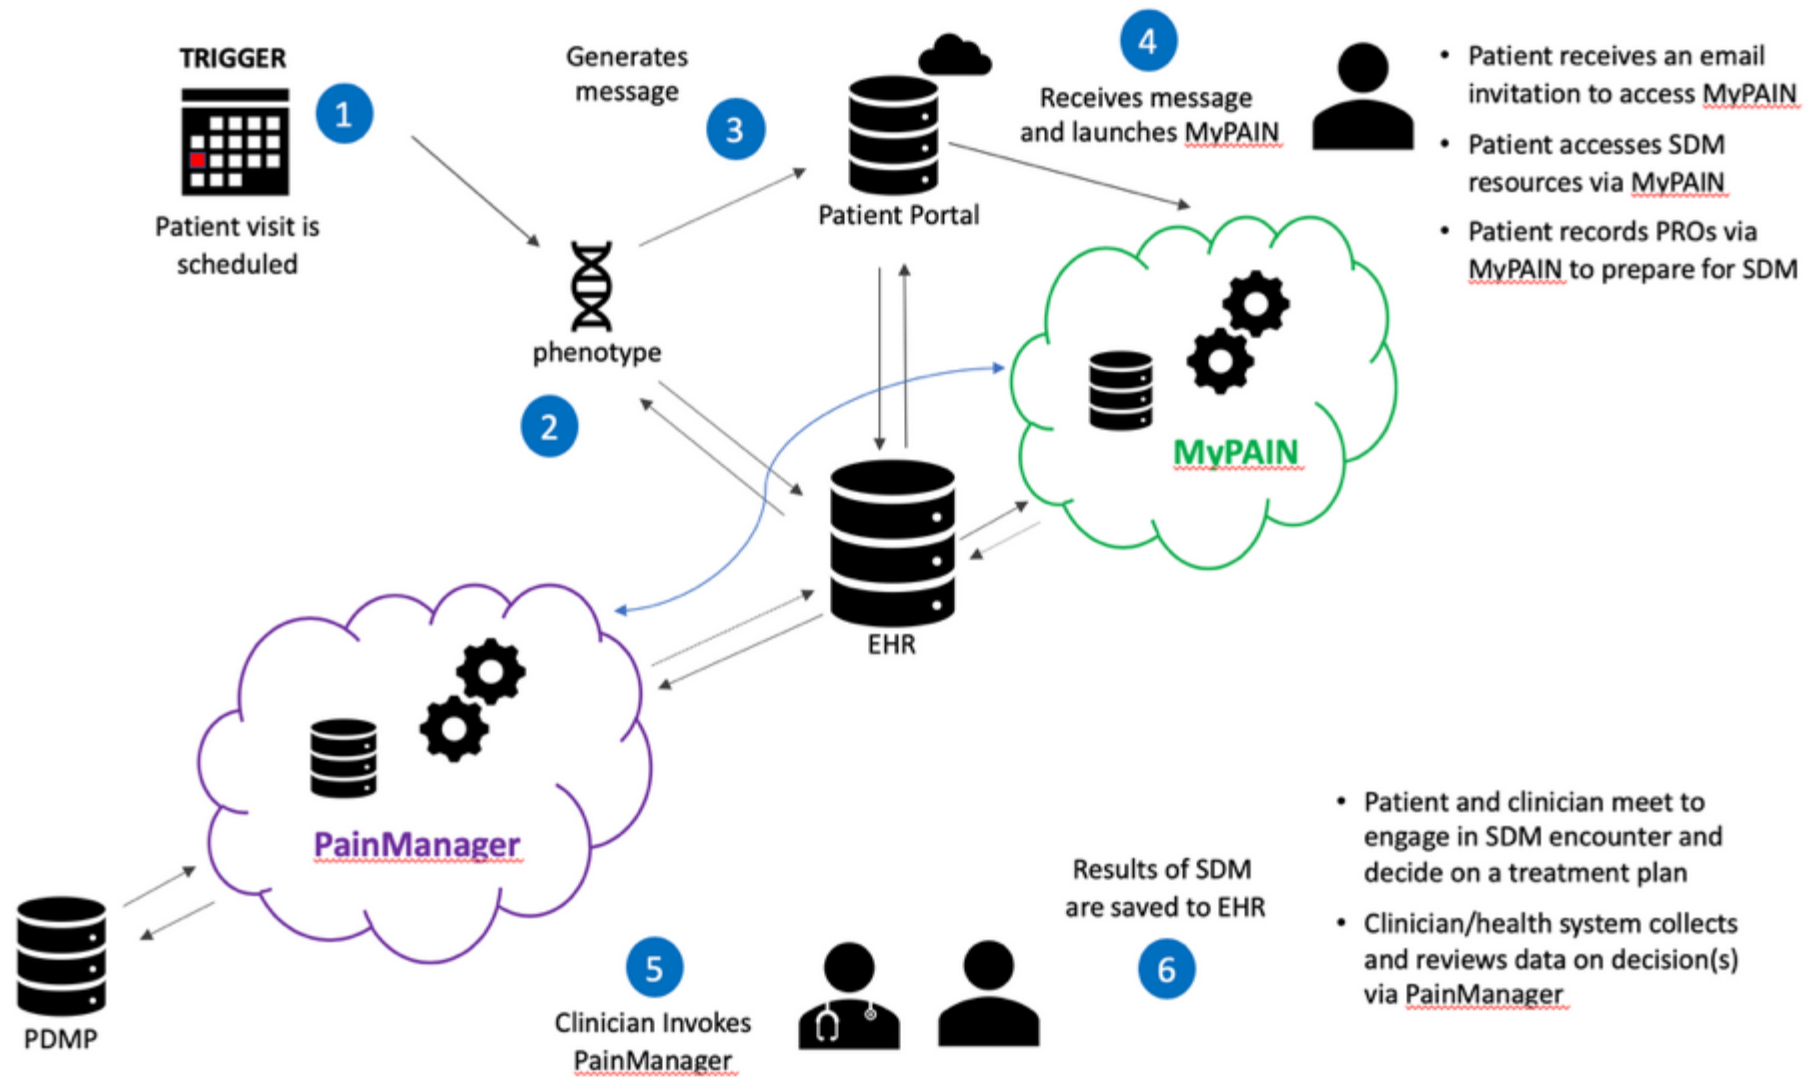 TRIGGER
1
Patient visit is
scheduled
Generates
message
3
phenotype
2
Patient Portal
4
Receives message
and launches MyPAIN
• Patient receives an email
invitation to access MyPAIN
• Patient accesses SDM
resources via MyPAIN
• Patient records PROs via
MyPAIN to prepare for SDM
MyPAIN
EHR
PainManager
PDMP
5
Clinician Invokes
PainManager
Results of SDM
are saved to EHR
6
• Patient and clinician meet to
engage in SDM encounter and
decide on a treatment plan
• Clinician/health system collects
and reviews data on decision(s)
via PainManager